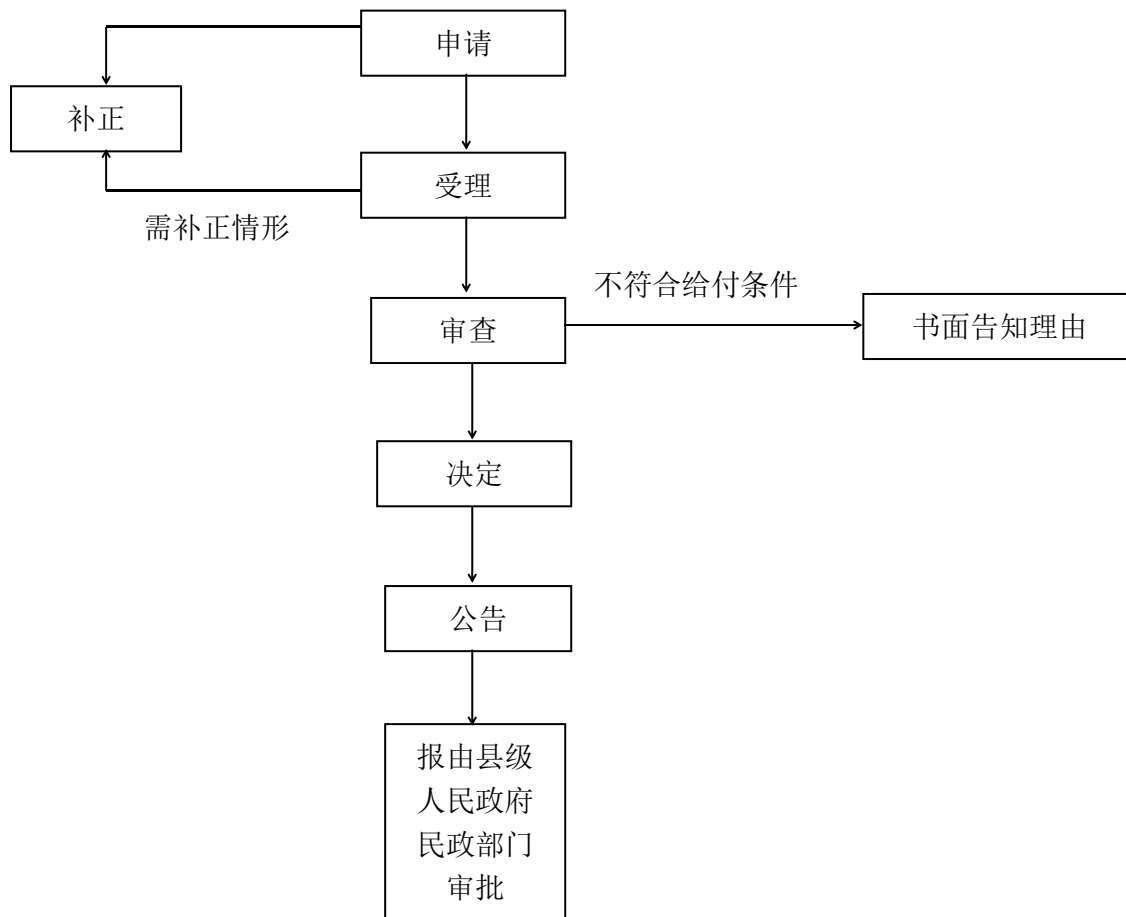 申请
补正
受理
需补正情形
不符合给付条件
审查
书面告知理由
决定
公告
报由县级
人民政府
民政部门
审批